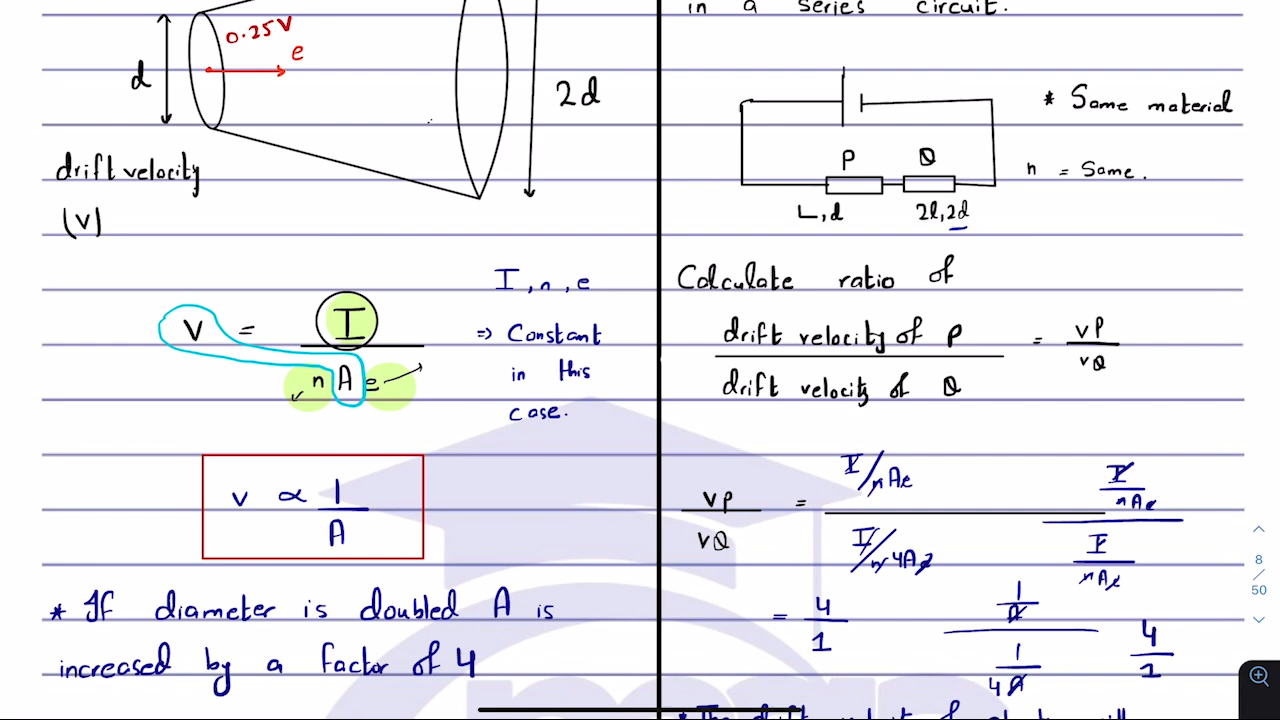 0.25V
e
d
2d
drift velocity
(v)
I, n, e
v = I
n A e
=> Constant
in this
case.
v ∝ 1
A
* If diameter is doubled A is
increased by a factor of 4
in a series circuit.
* Same material
P Q
n = Same.
L, d 2l, 2d
Calculate ratio of
drift velocity of P = vP
drift velocity of Q vQ
vP = I/nAe I
nAe
vQ I/n4Ae I
nAe
= 4 1
1 A
1 4
4A 1
8
/
50